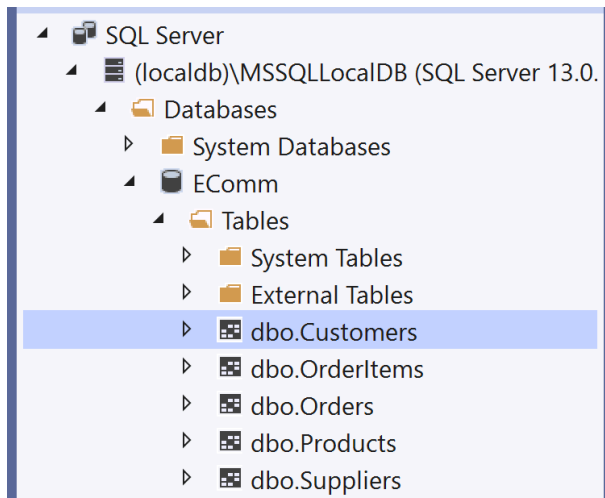 SQL Server
(localdb)\MSSQLLocalDB (SQL Server 13.0.
Databases
System Databases
EComm
Tables
System Tables
External Tables
dbo.Customers
dbo.OrderItems
dbo.Orders
dbo.Products
dbo.Suppliers